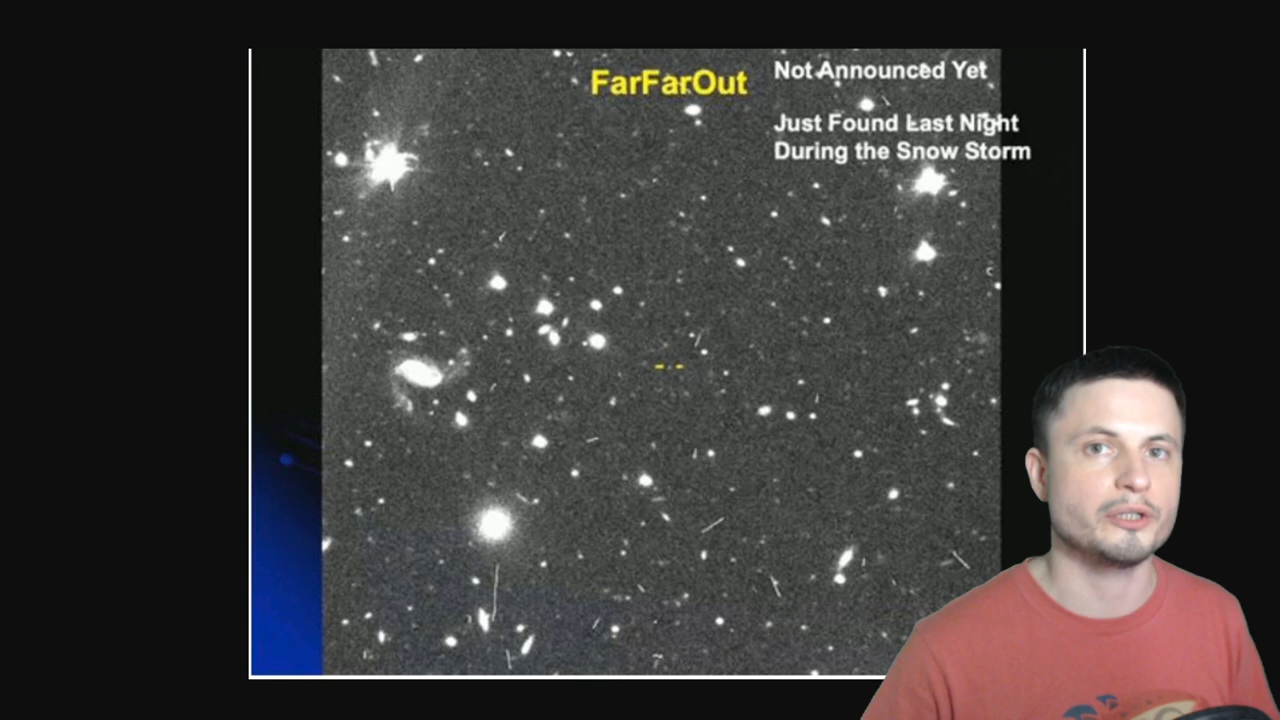 FarFarOut
Not Announced Yet
Just Found Last Night
During the Snow Storm